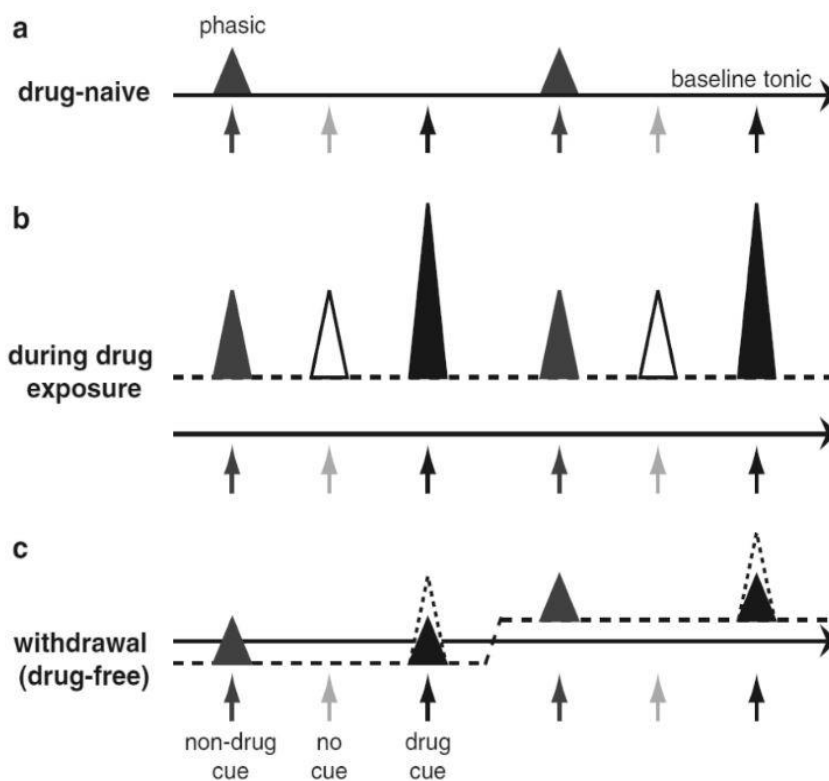 a
phasic
drug-naive
baseline tonic
b
during drug
exposure
c
withdrawal
(drug-free)
non-drug
cue
no
cue
drug
cue